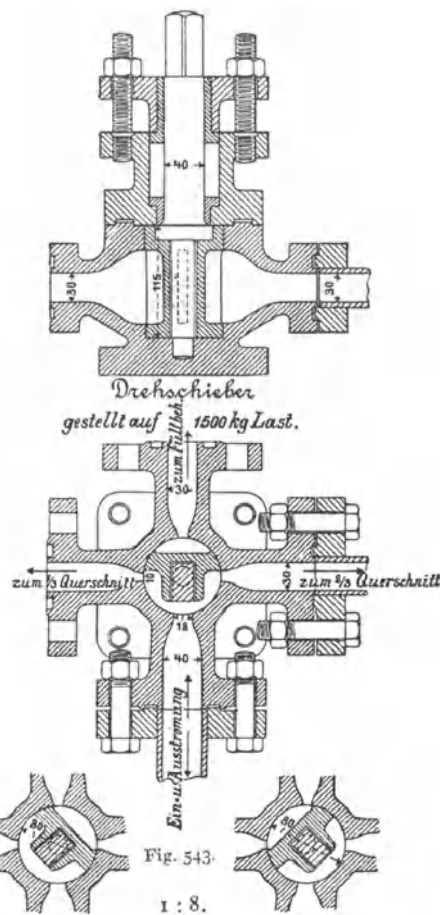 40
30
115
30
Drehschieber
gestellt auf 1500 kg Last.
zum Füllbeh.
30
zum ⅓ Querschnitt
10
30
zum ⅔ Querschnitt
18
40
Ein- u. Ausströmung
80
80
Fig. 543.
1 : 8.